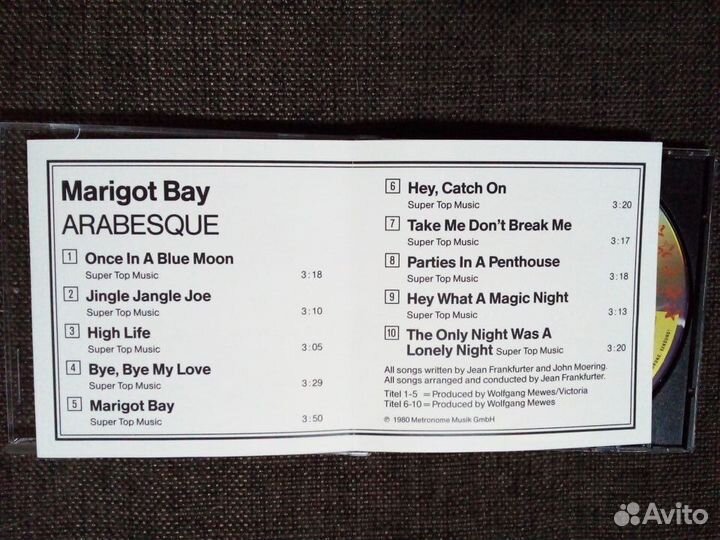 Marigot Bay
ARABESQUE
1 Once In A Blue Moon
Super Top Music 3:18
2 Jingle Jangle Joe
Super Top Music 3:10
3 High Life
Super Top Music 3:05
4 Bye, Bye My Love
Super Top Music 3:29
5 Marigot Bay
Super Top Music 3:50
6 Hey, Catch On
Super Top Music 3:20
7 Take Me Don't Break Me
Super Top Music 3:17
8 Parties In A Penthouse
Super Top Music 3:18
9 Hey What A Magic Night
Super Top Music 3:13
10 The Only Night Was A
Lonely Night Super Top Music 3:20
All songs written by Jean Frankfurter and John Moering.
All songs arranged and conducted by Jean Frankfurter.
Titel 1-5 = Produced by Wolfgang Mewes/Victoria
Titel 6-10 = Produced by Wolfgang Mewes
℗ 1980 Metronome Musik GmbH
Avito